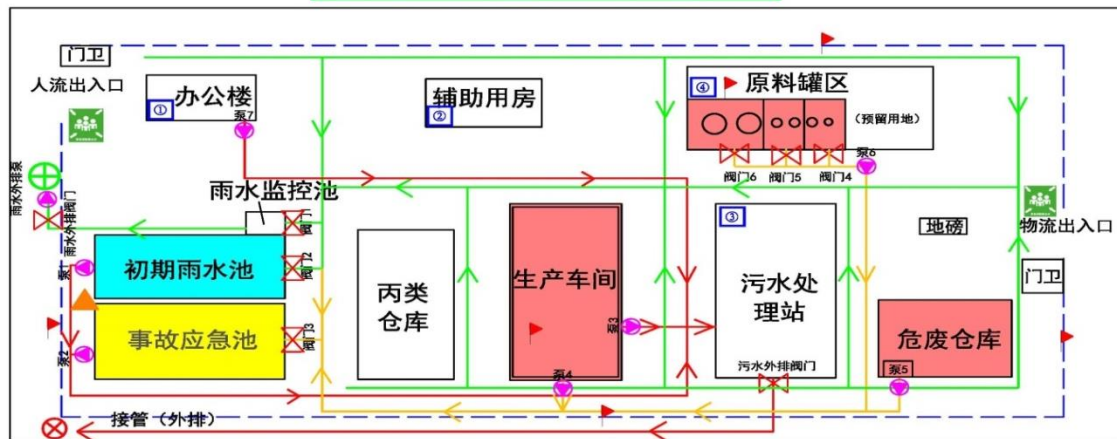 门卫
人流出入口
①
办公楼
泵7
辅助用房
②
④
原料罐区
(预留用地)
阀门6
阀门5
阀门4
泵6
雨水外排泵
雨水外排阀门
雨水监控池
阀门1
初期雨水池
阀门2
泵1
事故应急池
阀门3
泵2
丙类
仓库
生产车间
泵3
泵4
③
污水处
理站
污水外排阀门
地磅
物流出入口
门卫
危废仓库
泵5
接管(外排)